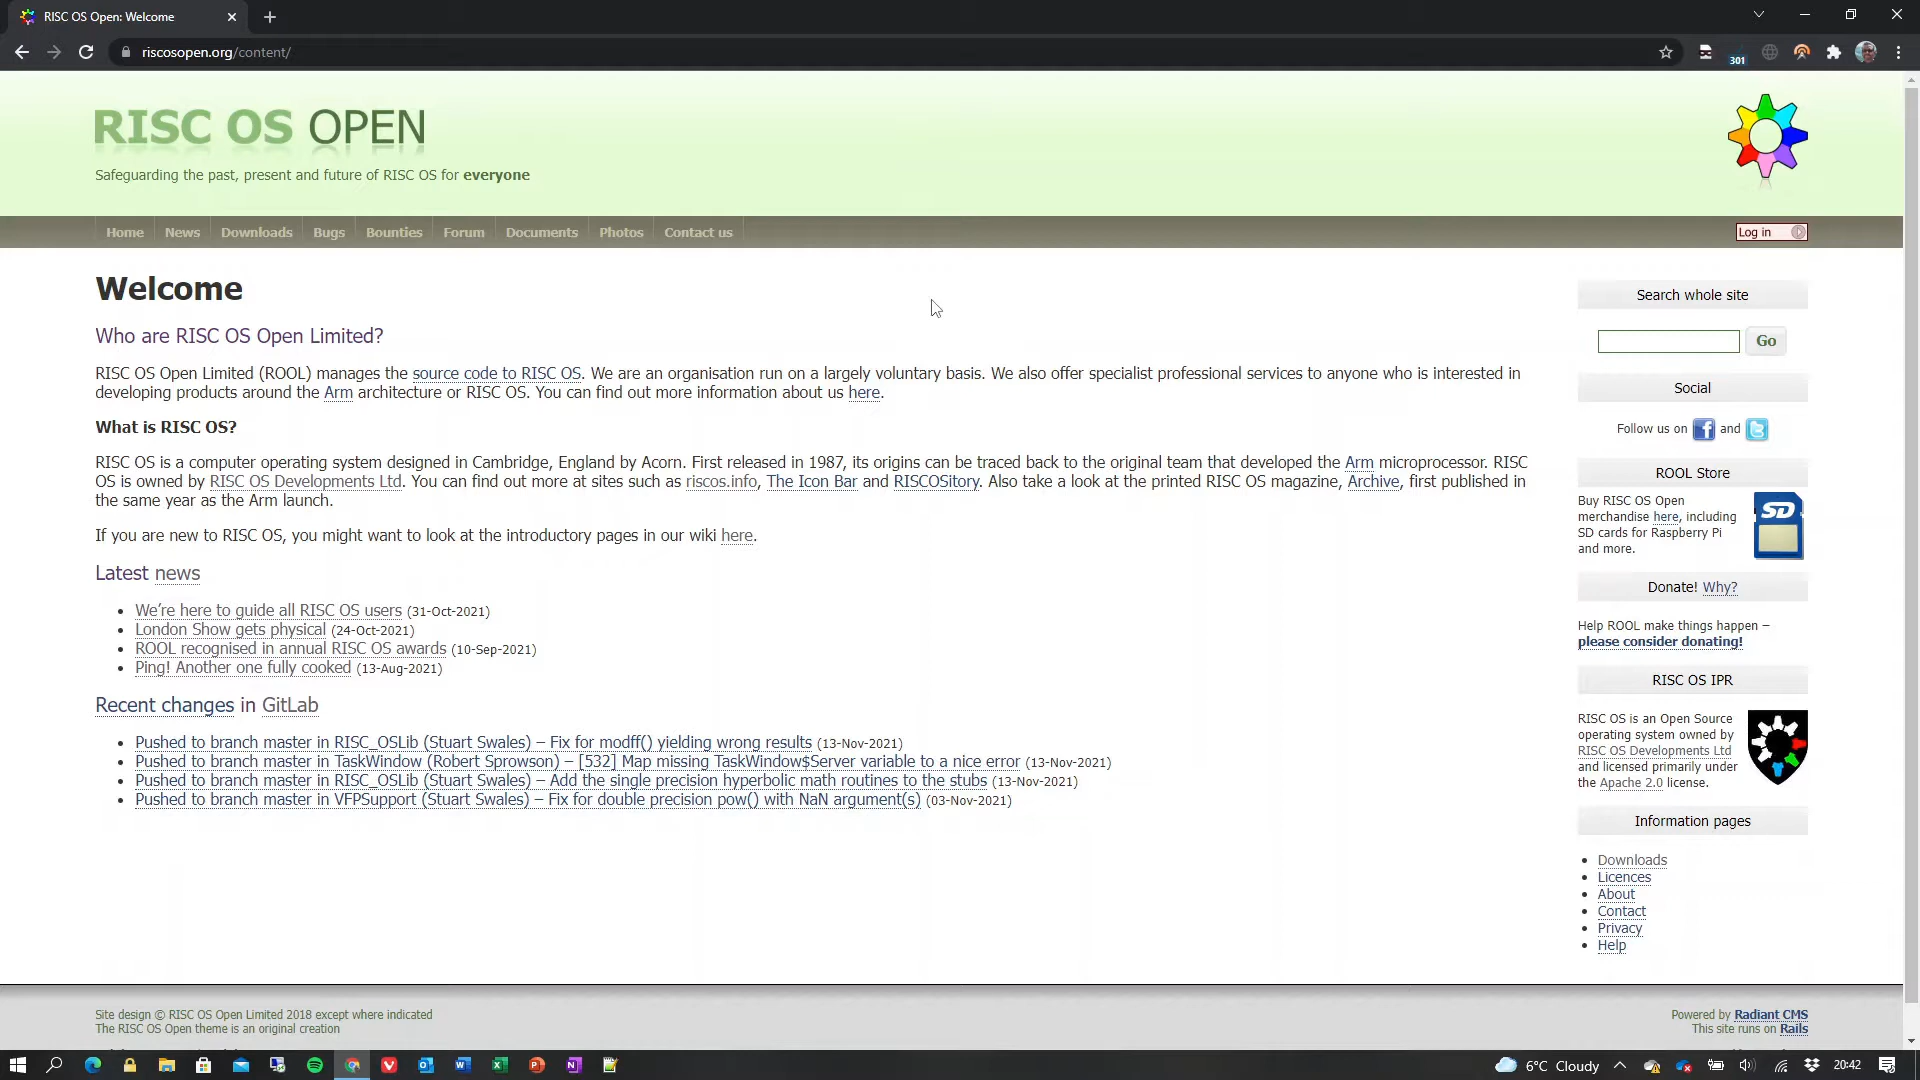 RISC OS Open: Welcome
riscosopen.org/content/
301
RISC OS OPEN
Safeguarding the past, present and future of RISC OS for everyone
Home News Downloads Bugs Bounties Forum Documents Photos Contact us
Log in
Welcome
Who are RISC OS Open Limited?
RISC OS Open Limited (ROOL) manages the source code to RISC OS. We are an organisation run on a largely voluntary basis. We also offer specialist professional services to anyone who is interested in
developing products around the Arm architecture or RISC OS. You can find out more information about us here.
What is RISC OS?
RISC OS is a computer operating system designed in Cambridge, England by Acorn. First released in 1987, its origins can be traced back to the original team that developed the Arm microprocessor. RISC
OS is owned by RISC OS Developments Ltd. You can find out more at sites such as riscos.info, The Icon Bar and RISCOSitory. Also take a look at the printed RISC OS magazine, Archive, first published in
the same year as the Arm launch.
If you are new to RISC OS, you might want to look at the introductory pages in our wiki here.
Latest news
We're here to guide all RISC OS users (31-Oct-2021)
London Show gets physical (24-Oct-2021)
ROOL recognised in annual RISC OS awards (10-Sep-2021)
Ping! Another one fully cooked (13-Aug-2021)
Recent changes in GitLab
Pushed to branch master in RISC_OSLib (Stuart Swales) – Fix for modff() yielding wrong results (13-Nov-2021)
Pushed to branch master in TaskWindow (Robert Sprowson) – [532] Map missing TaskWindow$Server variable to a nice error (13-Nov-2021)
Pushed to branch master in RISC_OSLib (Stuart Swales) – Add the single precision hyperbolic math routines to the stubs (13-Nov-2021)
Pushed to branch master in VFPSupport (Stuart Swales) – Fix for double precision pow() with NaN argument(s) (03-Nov-2021)
Search whole site
Go
Social
Follow us on and
ROOL Store
Buy RISC OS Open
merchandise here, including
SD cards for Raspberry Pi
and more.
SD
Donate! Why?
Help ROOL make things happen –
please consider donating!
RISC OS IPR
RISC OS is an Open Source
operating system owned by
RISC OS Developments Ltd
and licensed primarily under
the Apache 2.0 license.
Information pages
Downloads
Licences
About
Contact
Privacy
Help
Site design © RISC OS Open Limited 2018 except where indicated
The RISC OS Open theme is an original creation
Powered by Radiant CMS
This site runs on Rails
6°C Cloudy
20:42